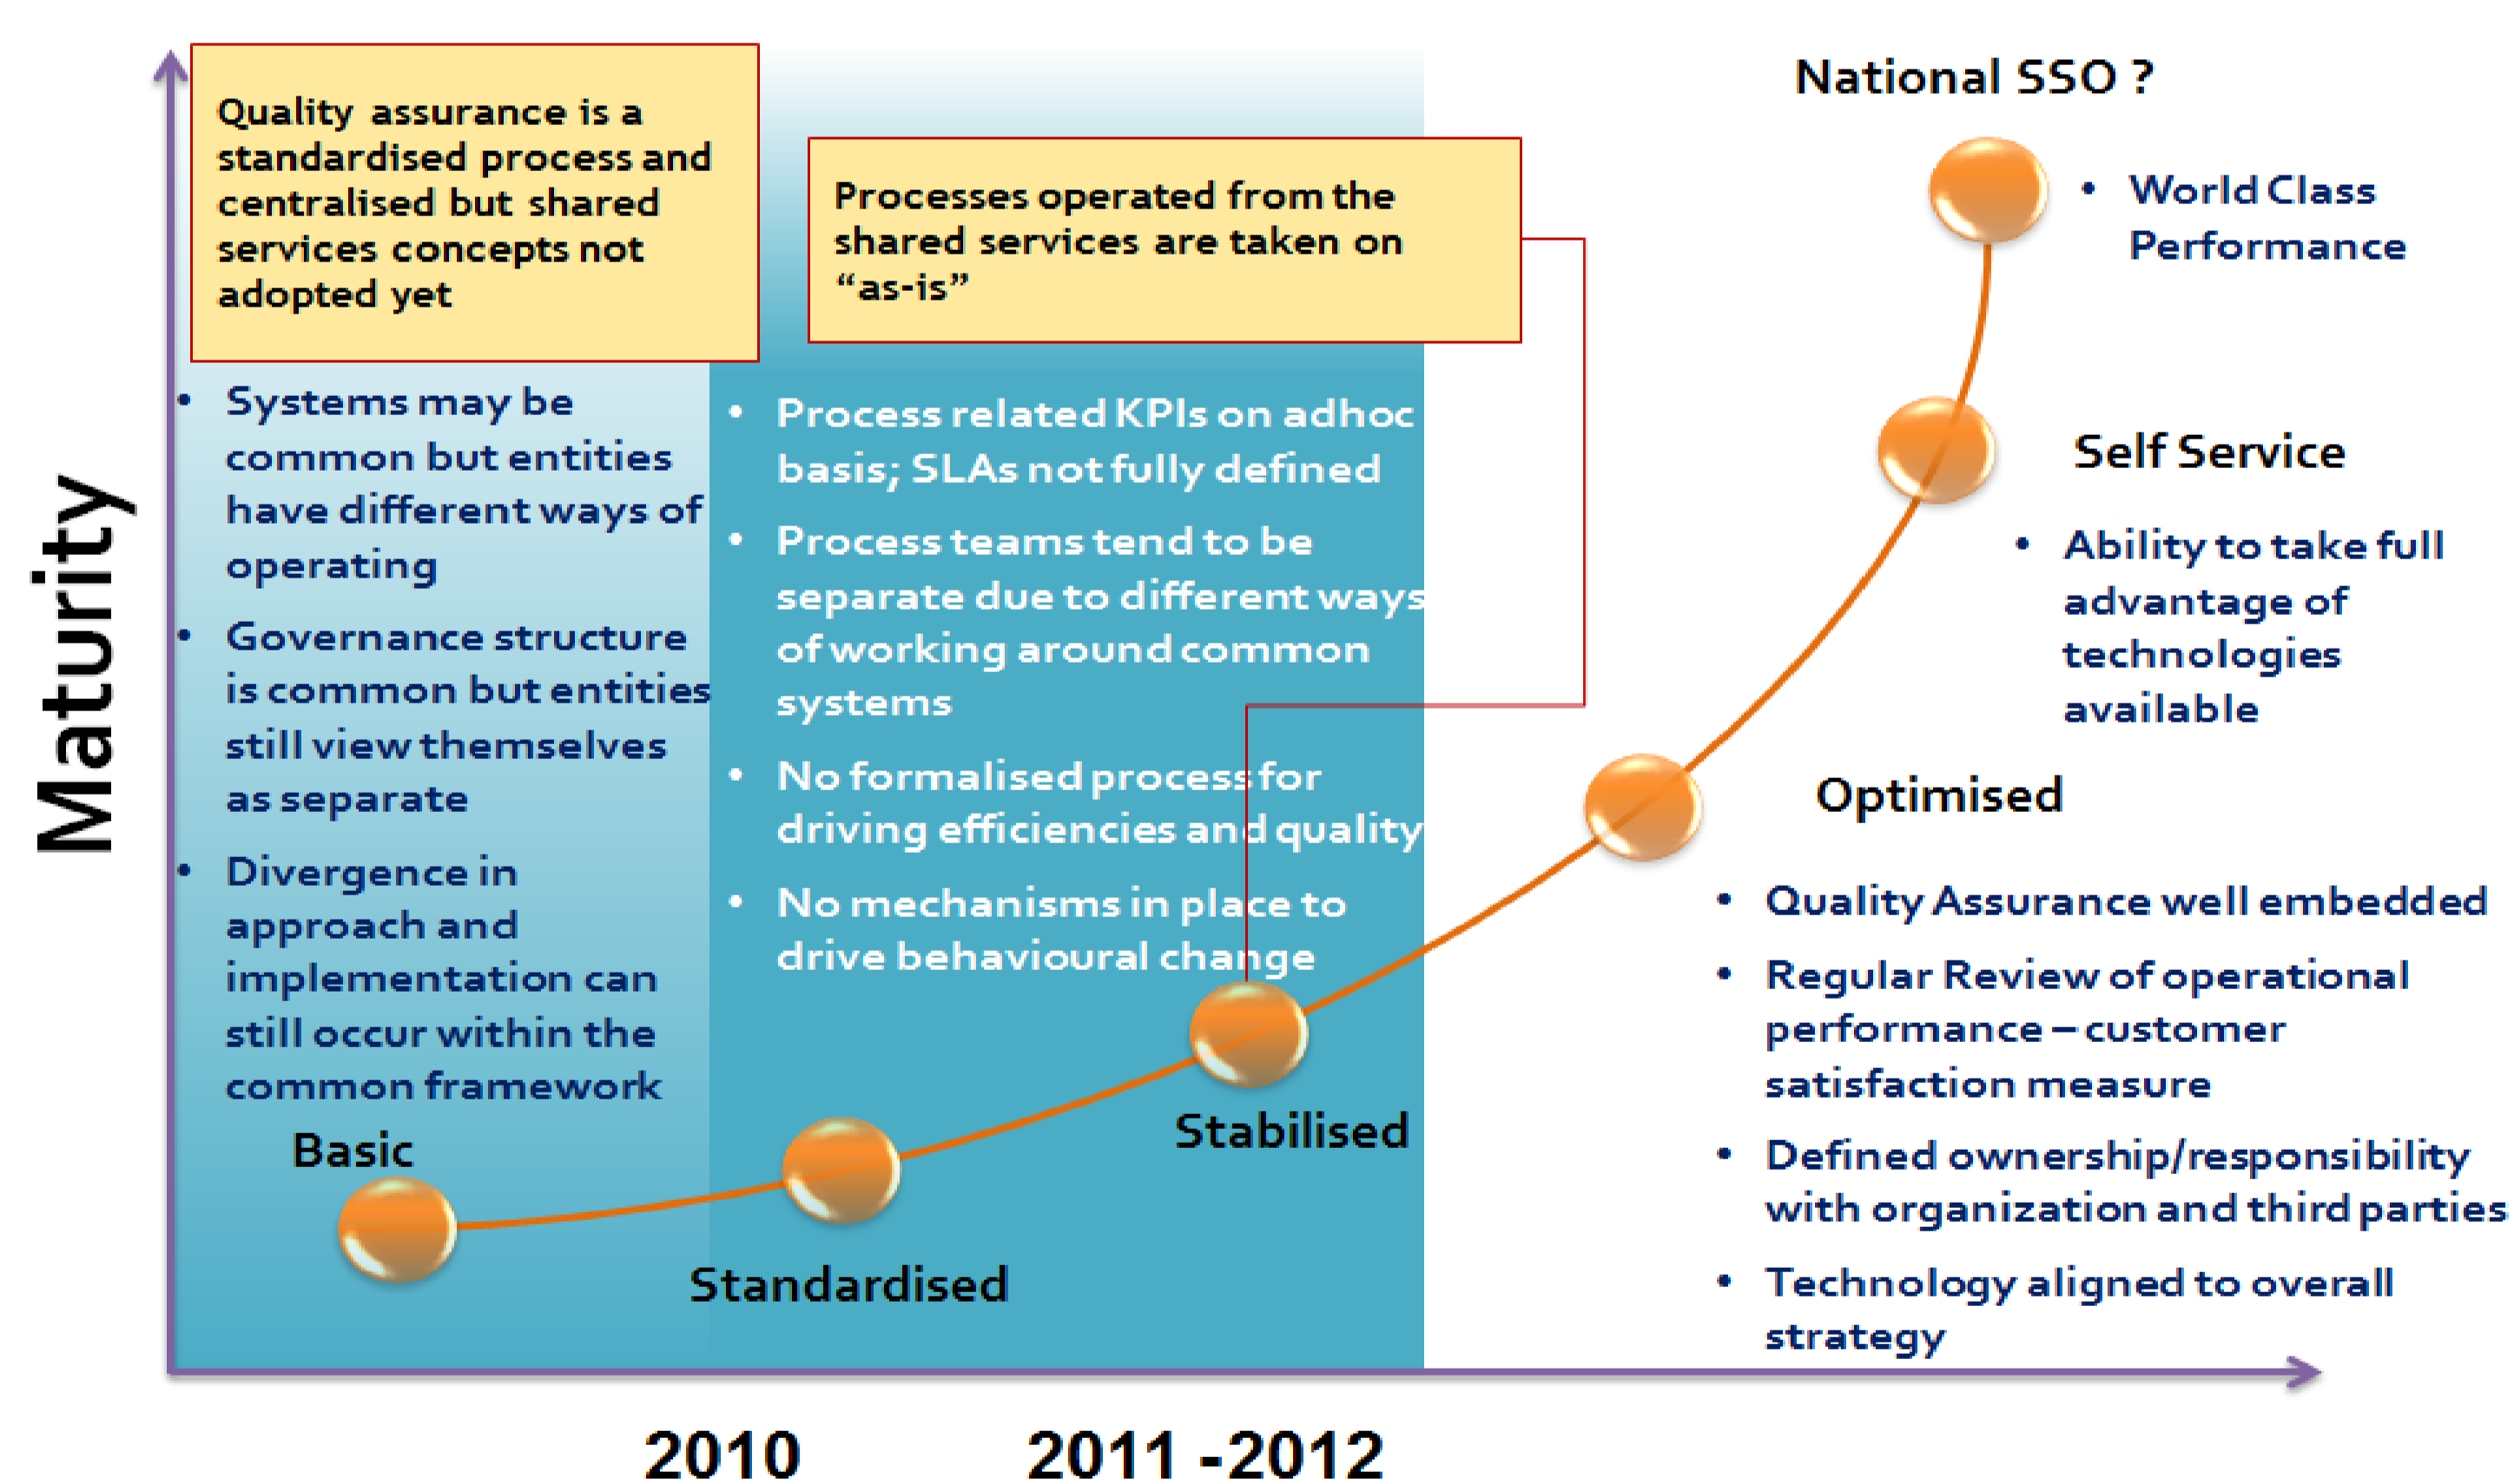 Maturity
Quality assurance is a
standardised process and
centralised but shared
services concepts not
adopted yet
• Systems may be
common but entities
have different ways of
operating
• Governance structure
is common but entities
still view themselves
as separate
• Divergence in
approach and
implementation can
still occur within the
common framework
Basic
Standardised
Processes operated from the
shared services are taken on
“as-is”
• Process related KPIs on adhoc
basis; SLAs not fully defined
• Process teams tend to be
separate due to different ways
of working around common
systems
• No formalised process for
driving efficiencies and quality
• No mechanisms in place to
drive behavioural change
Stabilised
National SSO ?
• World Class
Performance
Self Service
• Ability to take full
advantage of
technologies
available
Optimised
• Quality Assurance well embedded
• Regular Review of operational
performance – customer
satisfaction measure
• Defined ownership/responsibility
with organization and third parties
• Technology aligned to overall
strategy
2010
2011 -2012